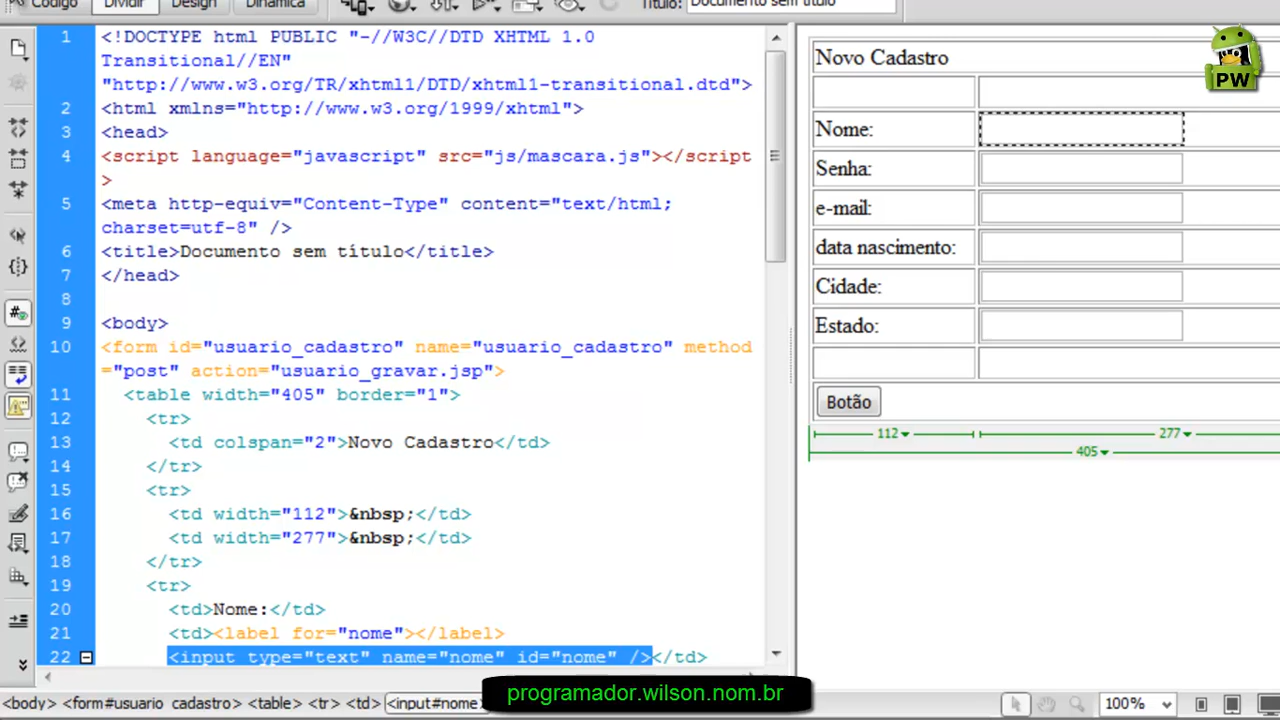 Código Dividir Design Dinâmica Título: Documento sem título
1 <!DOCTYPE html PUBLIC "-//W3C//DTD XHTML 1.0
Transitional//EN"
"http://www.w3.org/TR/xhtml1/DTD/xhtml1-transitional.dtd">
2 <html xmlns="http://www.w3.org/1999/xhtml">
3 <head>
4 <script language="javascript" src="js/mascara.js"></script
>
5 <meta http-equiv="Content-Type" content="text/html;
charset=utf-8" />
6 <title>Documento sem título</title>
7 </head>
8
9 <body>
10 <form id="usuario_cadastro" name="usuario_cadastro" method
="post" action="usuario_gravar.jsp">
11 <table width="405" border="1">
12 <tr>
13 <td colspan="2">Novo Cadastro</td>
14 </tr>
15 <tr>
16 <td width="112">&nbsp;</td>
17 <td width="277">&nbsp;</td>
18 </tr>
19 <tr>
20 <td>Nome:</td>
21 <td><label for="nome"></label>
22 <input type="text" name="nome" id="nome" /></td>
Novo Cadastro
Nome:
Senha:
e-mail:
data nascimento:
Cidade:
Estado:
Botão
112 277
405
PW
<body> <form#usuario cadastro> <table> <tr> <td> <input#nome> 100%
programador.wilson.nom.br